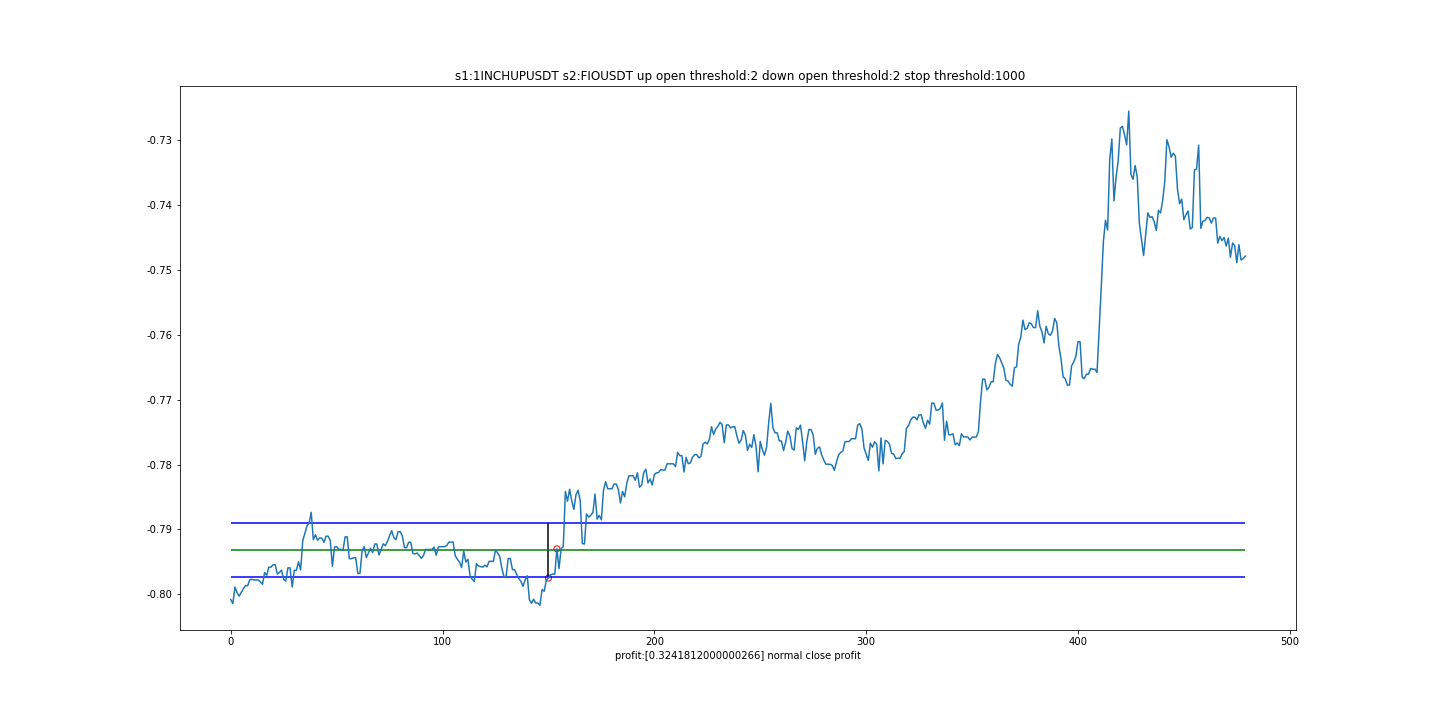 s1:1INCHUPUSDT s2:FIOUSDT up open threshold:2 down open threshold:2 stop threshold:1000
-0.73
-0.74
-0.75
-0.76
-0.77
-0.78
-0.79
-0.80
0 100 200 300 400 500
profit:[0.3241812000000266] normal close profit